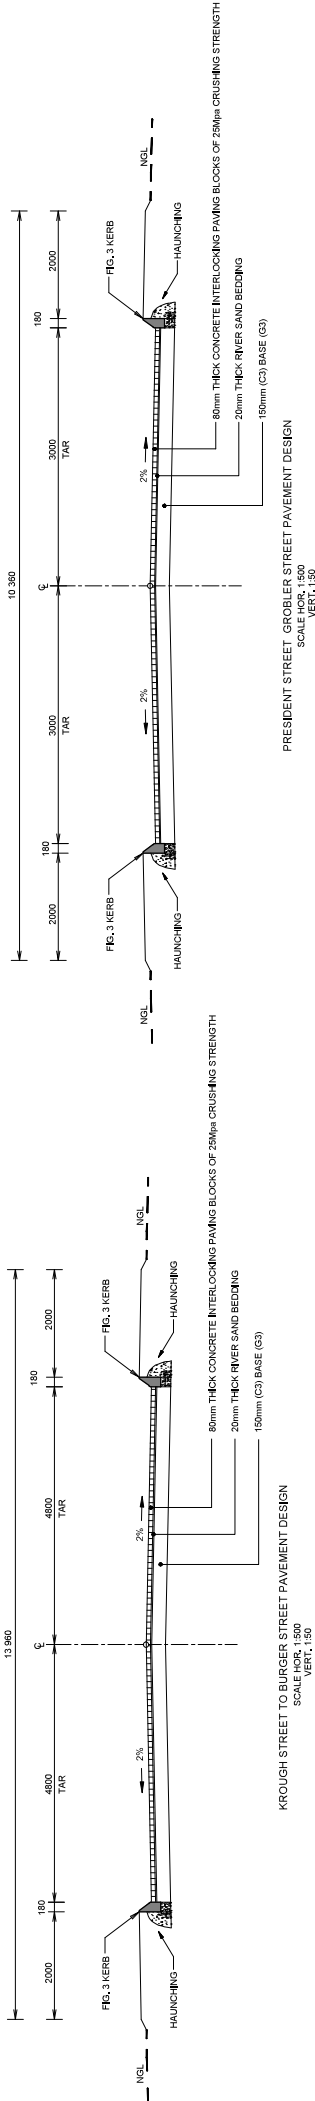 13 960
2000
180
4800
4800
180
2000
TAR
℄
TAR
FIG. 3 KERB
FIG. 3 KERB
2%
2%
NGL
NGL
HAUNCHING
HAUNCHING
80mm THICK CONCRETE INTERLOCKING PAVING BLOCKS OF 25Mpa CRUSHING STRENGTH
20mm THICK RIVER SAND BEDDING
150mm (C3) BASE (G3)
KROUGH STREET TO BURGER STREET PAVEMENT DESIGN
SCALE HOR. 1:500
VERT. 1:50
10 360
2000
180
3000
3000
180
2000
TAR
℄
TAR
FIG. 3 KERB
FIG. 3 KERB
2%
2%
NGL
NGL
HAUNCHING
HAUNCHING
80mm THICK CONCRETE INTERLOCKING PAVING BLOCKS OF 25Mpa CRUSHING STRENGTH
20mm THICK RIVER SAND BEDDING
150mm (C3) BASE (G3)
PRESIDENT STREET GROBLER STREET PAVEMENT DESIGN
SCALE HOR. 1:500
VERT. 1:50